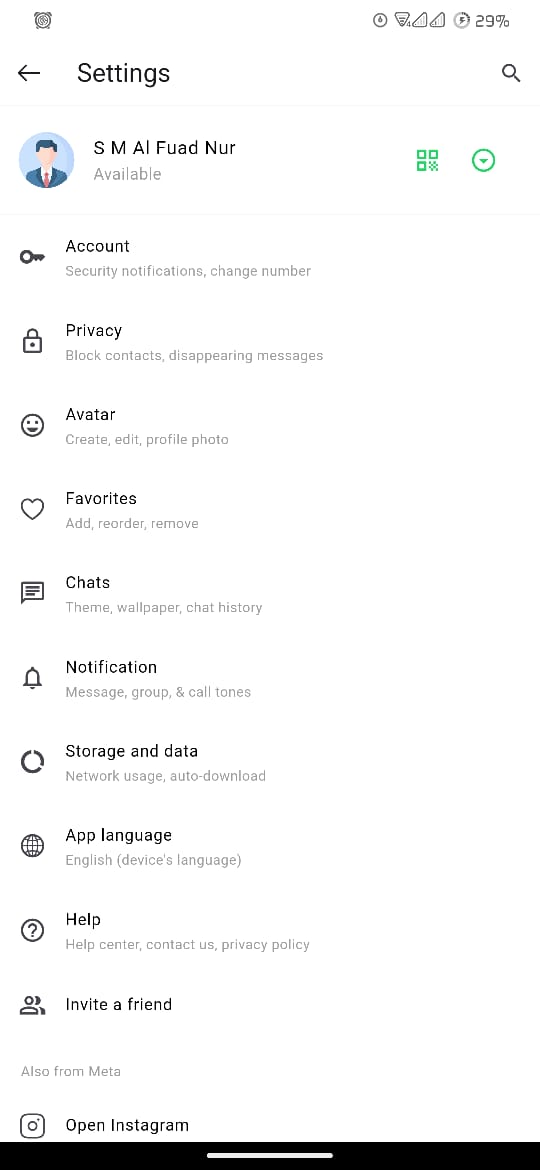 29%
Settings
S M Al Fuad Nur
Available
Account
Security notifications, change number
Privacy
Block contacts, disappearing messages
Avatar
Create, edit, profile photo
Favorites
Add, reorder, remove
Chats
Theme, wallpaper, chat history
Notification
Message, group, & call tones
Storage and data
Network usage, auto-download
App language
English (device's language)
Help
Help center, contact us, privacy policy
Invite a friend
Also from Meta
Open Instagram